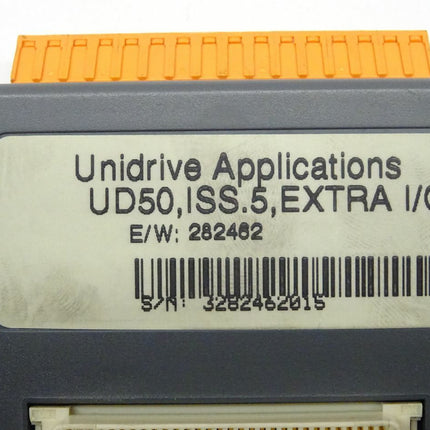 Unidrive Applications
UD50,ISS.5,EXTRA I/O
E/W: 282462
S/N: 3282462015